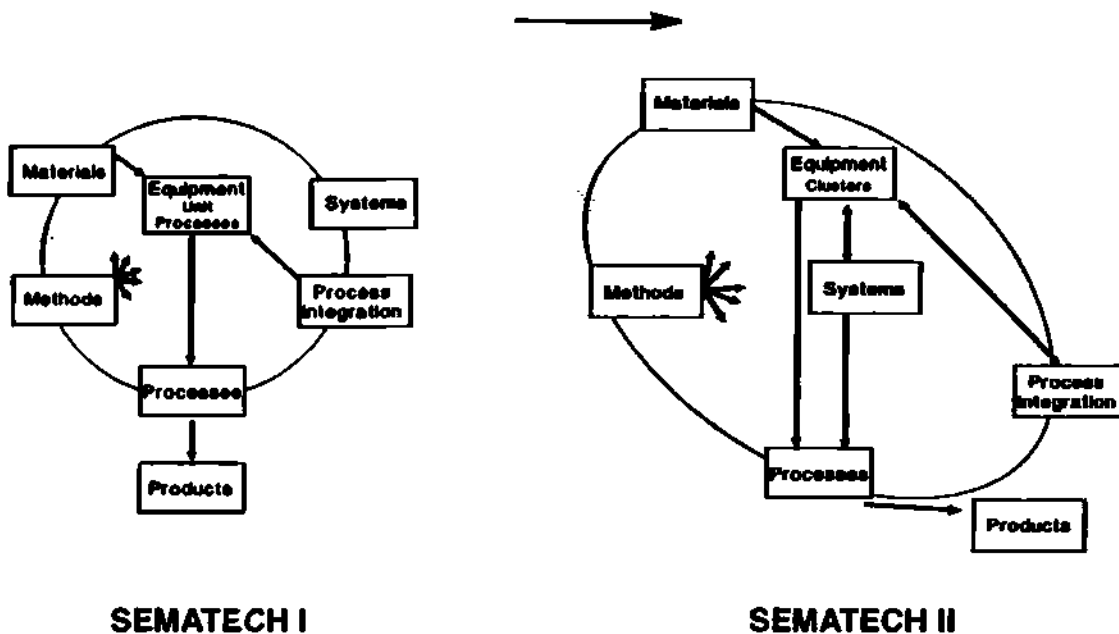 Materials
Equipment
Unit
Processes
Systems
Methods
Process
Integration
Processes
Products
SEMATECH I
Materials
Equipment
Clusters
Methods
Systems
Process
Integration
Processes
Products
SEMATECH II